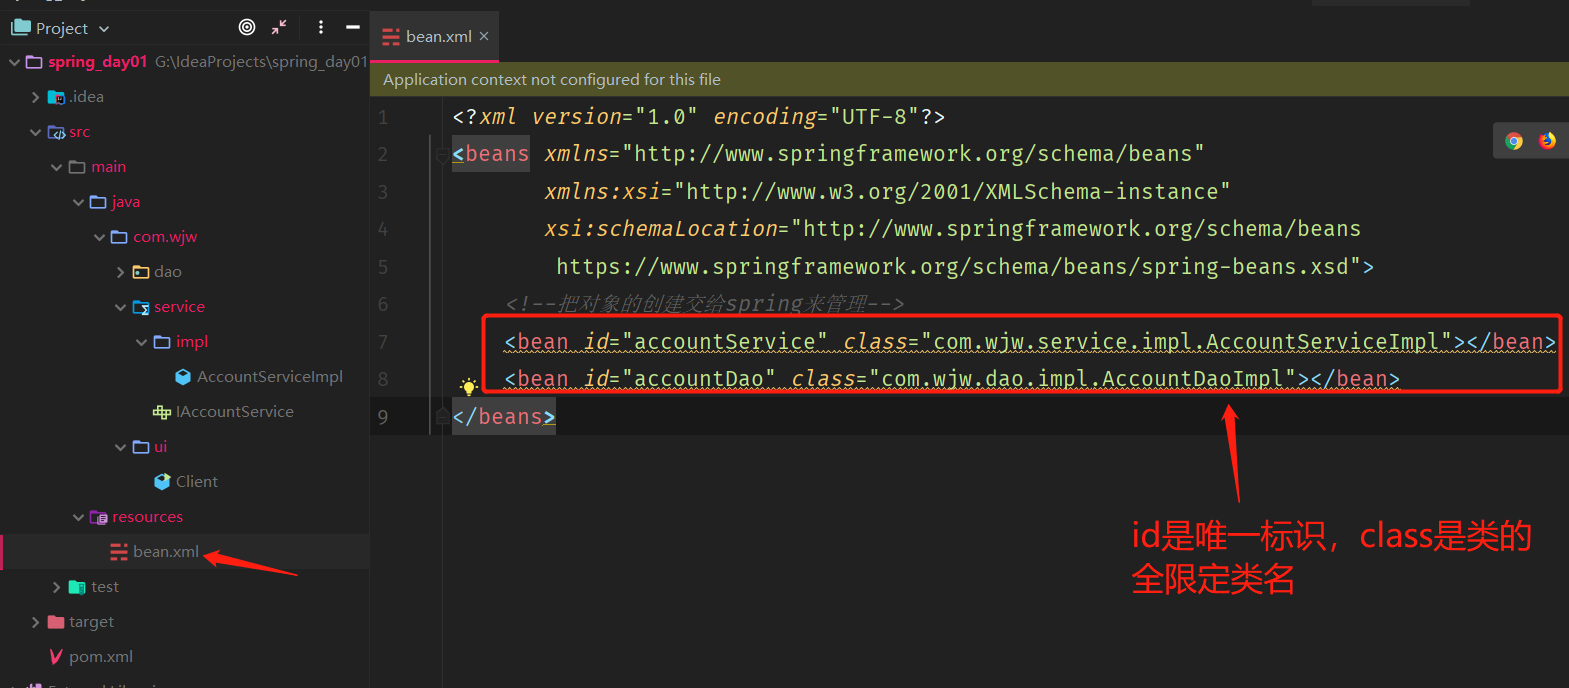 Project
spring_day01 G:\IdeaProjects\spring_day01
.idea
src
main
java
com.wjw
dao
service
impl
AccountServiceImpl
IAccountService
ui
Client
resources
bean.xml
test
target
pom.xml
bean.xml
Application context not configured for this file
1 <?xml version="1.0" encoding="UTF-8"?>
2 <beans xmlns="http://www.springframework.org/schema/beans"
3 xmlns:xsi="http://www.w3.org/2001/XMLSchema-instance"
4 xsi:schemaLocation="http://www.springframework.org/schema/beans
5 https://www.springframework.org/schema/beans/spring-beans.xsd">
6 <!--把对象的创建交给spring来管理-->
7 <bean id="accountService" class="com.wjw.service.impl.AccountServiceImpl"></bean>
8 <bean id="accountDao" class="com.wjw.dao.impl.AccountDaoImpl"></bean>
9 </beans>
id是唯一标识，class是类的
全限定类名